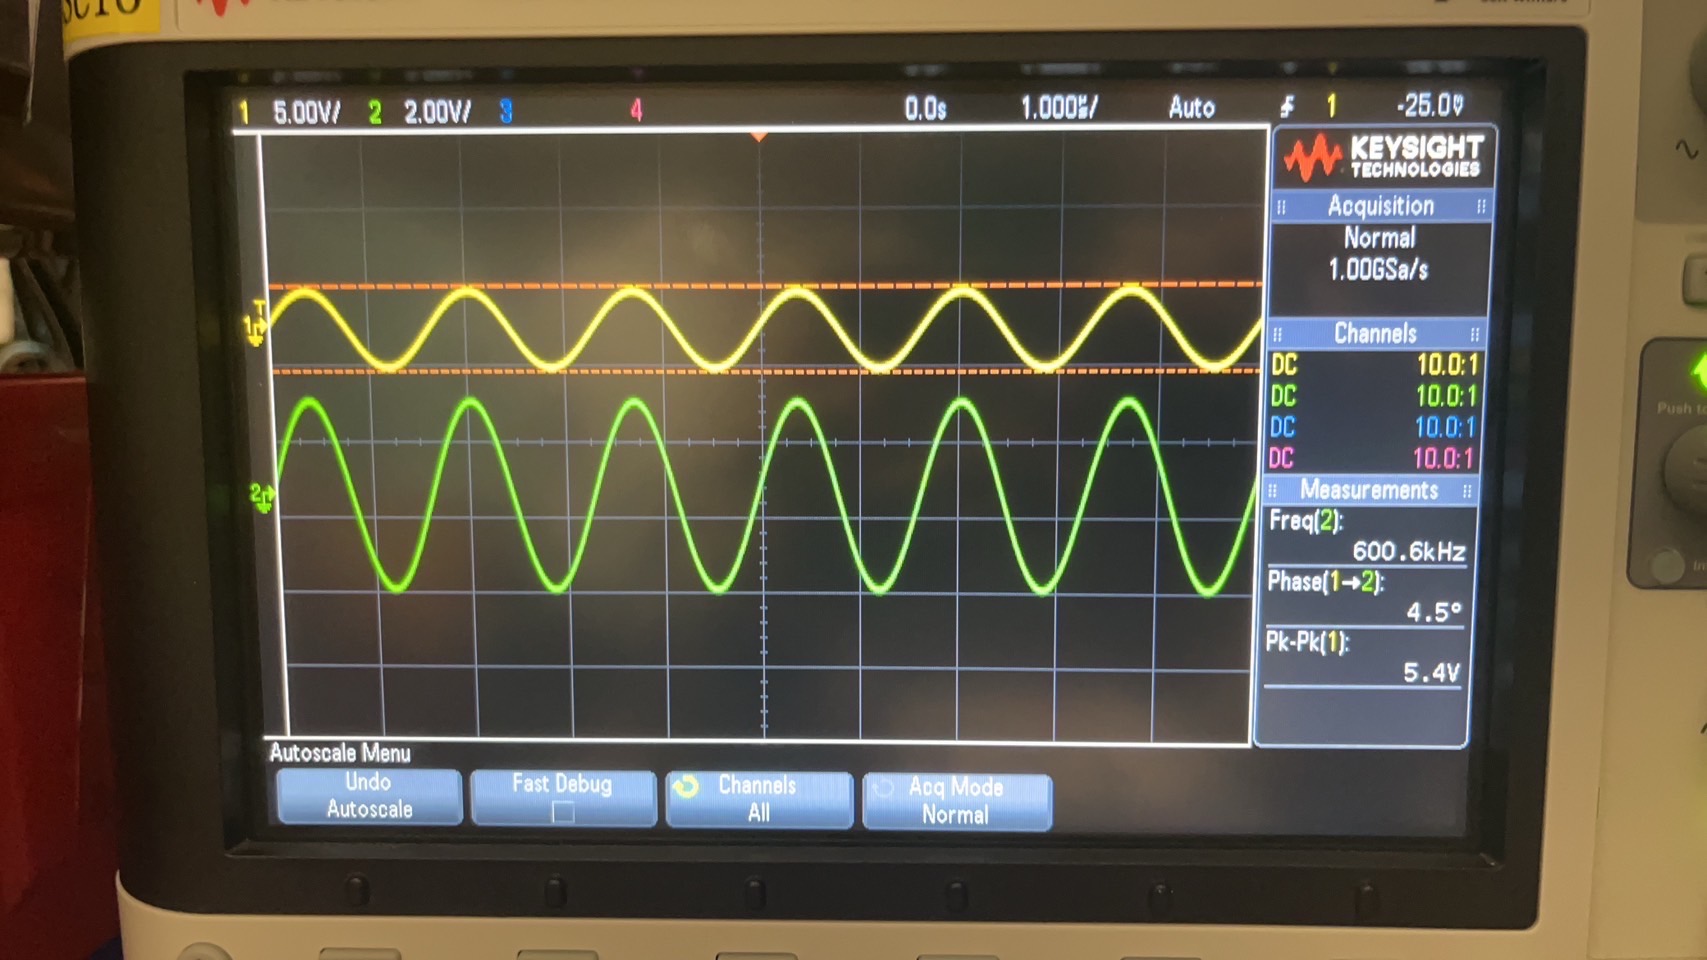 1 5.00V/ 2 2.00V/ 3 4 0.0s 1.000㎲/ Auto 1 -25.0
KEYSIGHT
TECHNOLOGIES
Acquisition
Normal
1.00GSa/s
T
1
Channels
DC 10.0:1
DC 10.0:1
DC 10.0:1
DC 10.0:1
2
Measurements
Freq(2):
600.6kHz
Phase(1→2):
4.5°
Pk-Pk(1):
5.4V
Autoscale Menu
Undo
Autoscale
Fast Debug
Channels
All
Acq Mode
Normal
Push to